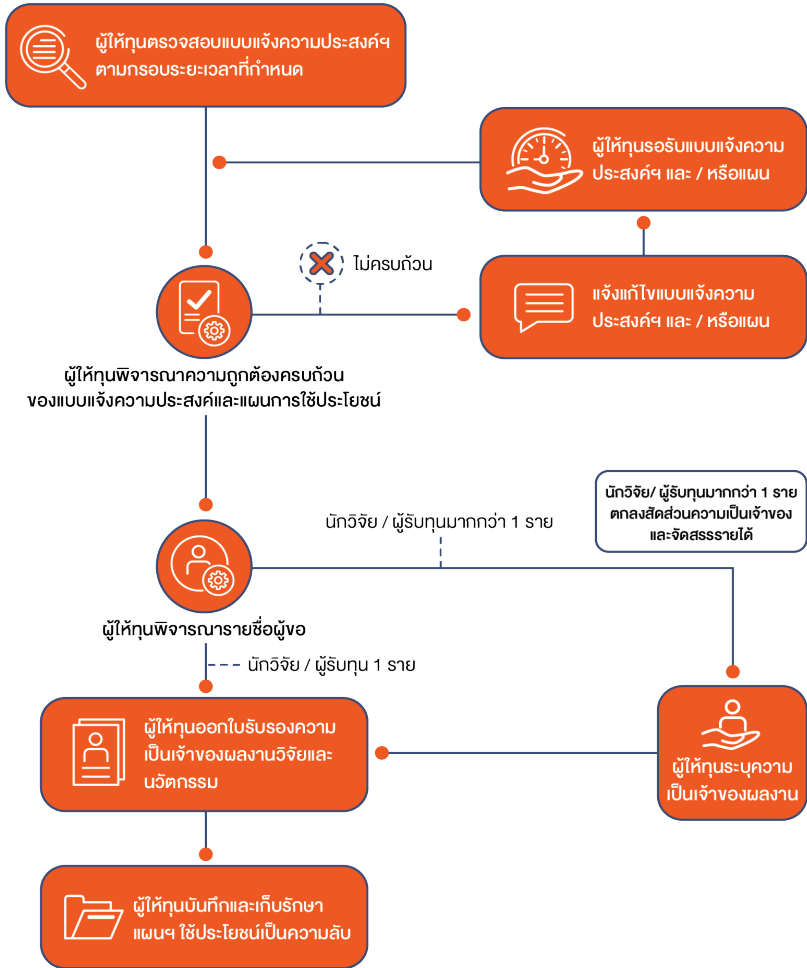 ผู้ให้ทุนตรวจสอบแบบแจ้งความประสงค์ฯ
ตามกรอบระยะเวลาที่กำหนด
ผู้ให้ทุนรอรับแบบแจ้งความ
ประสงค์ฯ และ / หรือแผน
ไม่ครบถ้วน
แจ้งแก้ไขแบบแจ้งความ
ประสงค์ฯ และ / หรือแผน
ผู้ให้ทุนพิจารณาความถูกต้องครบถ้วน
ของแบบแจ้งความประสงค์และแผนการใช้ประโยชน์
นักวิจัย/ ผู้รับทุนมากกว่า 1 ราย
ตกลงสัดส่วนความเป็นเจ้าของ
และจัดสรรรายได้
นักวิจัย / ผู้รับทุนมากกว่า 1 ราย
ผู้ให้ทุนพิจารณารายชื่อผู้ขอ
นักวิจัย / ผู้รับทุน 1 ราย
ผู้ให้ทุนออกใบรับรองความ
เป็นเจ้าของผลงานวิจัยและ
นวัตกรรม
ผู้ให้ทุนระบุความ
เป็นเจ้าของผลงาน
ผู้ให้ทุนบันทึกและเก็บรักษา
แผนฯ ใช้ประโยชน์เป็นความลับ